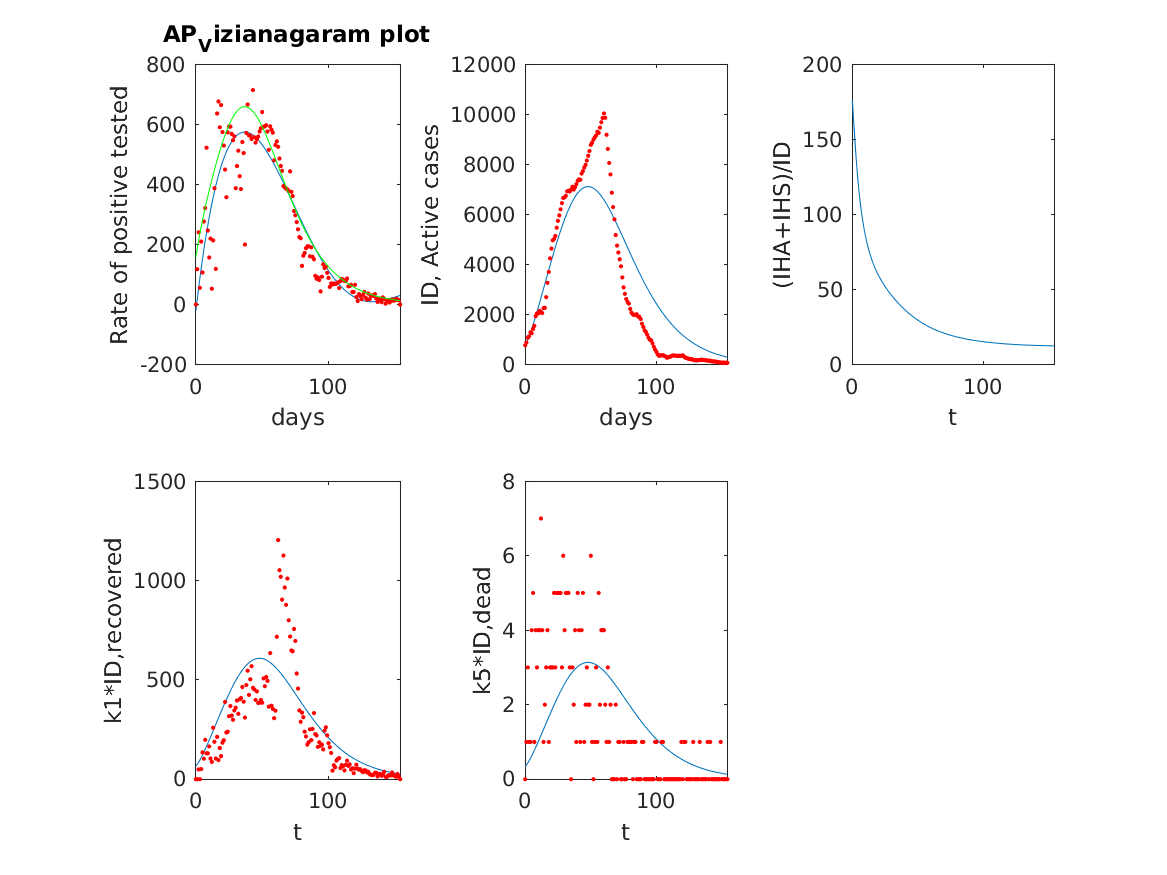 AP_Vizianagaram plot
800
600
400
200
0
-200
0 100
Rate of positive tested
days
12000
10000
8000
6000
4000
2000
0
0 100
ID, Active cases
days
200
150
100
50
0
0 100
(IHA+IHS)/ID
t
1500
1000
500
0
0 100
k1*ID,recovered
t
8
6
4
2
0
0 100
k5*ID,dead
t